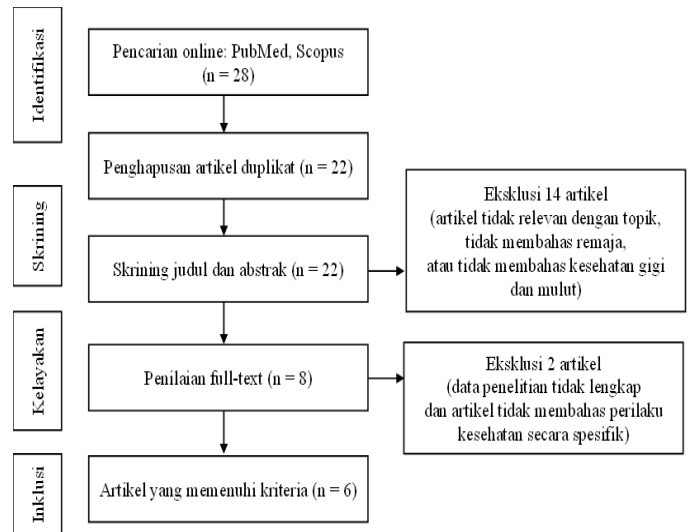 Identifikasi
Pencarian online: PubMed, Scopus
(n = 28)
Penghapusan artikel duplikat (n = 22)
Skrining
Skrining judul dan abstrak (n = 22)
Eksklusi 14 artikel
(artikel tidak relevan dengan topik,
tidak membahas remaja,
atau tidak membahas kesehatan gigi
dan mulut)
Kelayakan
Penilaian full-text (n = 8)
Eksklusi 2 artikel
(data penelitian tidak lengkap
dan artikel tidak membahas perilaku
kesehatan secara spesifik)
Inklusi
Artikel yang memenuhi kriteria (n = 6)